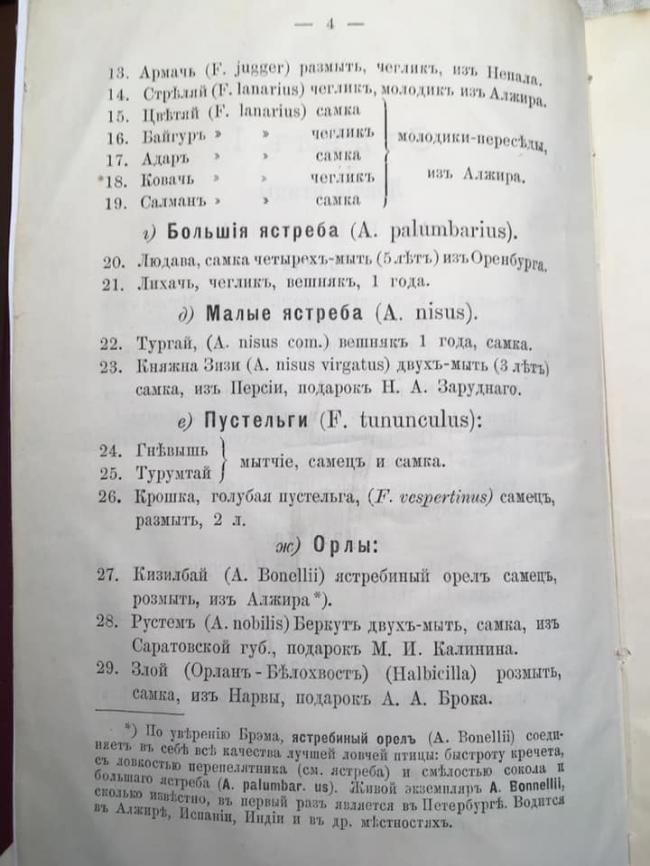 — 4 —
13. Армачь (F. jugger) размыть, чегликъ, изъ Непала.
14. Стрѣляй (F. lanarius) чегликъ, молодикъ изъ Алжира.
15. Цвѣтяй (F. lanarius) самка
16. Байгуръ » » чегликъ
17. Адаръ » » самка
*18. Ковачь » » чегликъ
19. Салманъ » » самка
молодики-пересѣды,
изъ Алжира.
г) Большія ястреба (A. palumbarius).
20. Людава, самка четырехъ-мыть (5 лѣтъ) изъ Оренбурга.
21. Лихачь, чегликъ, вешнякъ, 1 года.
д) Малые ястреба (A. nisus).
22. Тургай, (A. nisus com.) вешнякъ 1 года, самка.
23. Княжна Зизи (A. nisus virgatus) двухъ-мыть (3 лѣтъ)
самка, изъ Персіи, подарокъ Н. А. Заруднаго.
е) Пустельги (F. tununculus):
24. Гнѣвышь
25. Турумтай
мытчіе, самецъ и самка.
26. Крошка, голубая пустельга, (F. vespertinus) самецъ,
размыть, 2 л.
ж) Орлы:
27. Кизилбай (A. Bonellii) ястребиный орелъ самецъ,
розмыть, изъ Алжира*).
28. Рустемъ (A. nobilis) Беркутъ двухъ-мыть, самка, изъ
Саратовской губ., подарокъ М. И. Калинина.
29. Злой (Орланъ-Бѣлохвостъ) (Halbicilla) розмыть,
самка, изъ Нарвы, подарокъ А. А. Брока.
*) По увѣренію Брэма, ястребиный орелъ (A. Bonellii) соеди-
няетъ въ себѣ всѣ качества лучшей ловчей птицы: быстроту кречета,
съ ловкостью перепелятника (см. ястреба) и смѣлостью сокола и
большаго ястреба (A. palumbar. us). Живой экземпляръ A. Bonnellii,
сколько извѣстно, въ первый разъ является въ Петербургѣ. Водится
въ Алжирѣ, Испаніи, Индіи и въ др. мѣстностяхъ.